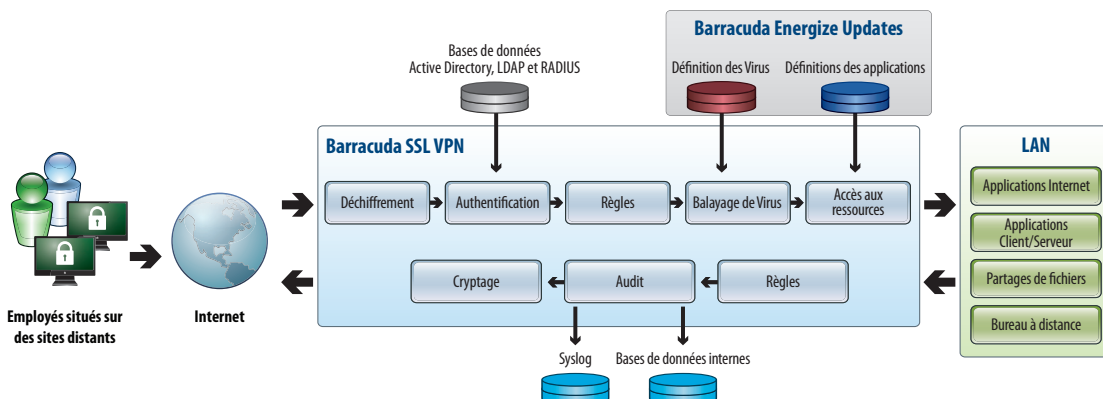 Barracuda Energize Updates
Bases de données
Active Directory, LDAP et RADIUS
Définition des Virus
Définitions des applications
Barracuda SSL VPN
LAN
Déchiffrement
Authentification
Règles
Balayage de Virus
Accès aux
ressources
Applications Internet
Applications
Client/Serveur
Cryptage
Audit
Règles
Partages de fichiers
Bureau à distance
Employés situés sur
des sites distants
Internet
Syslog
Bases de données internes